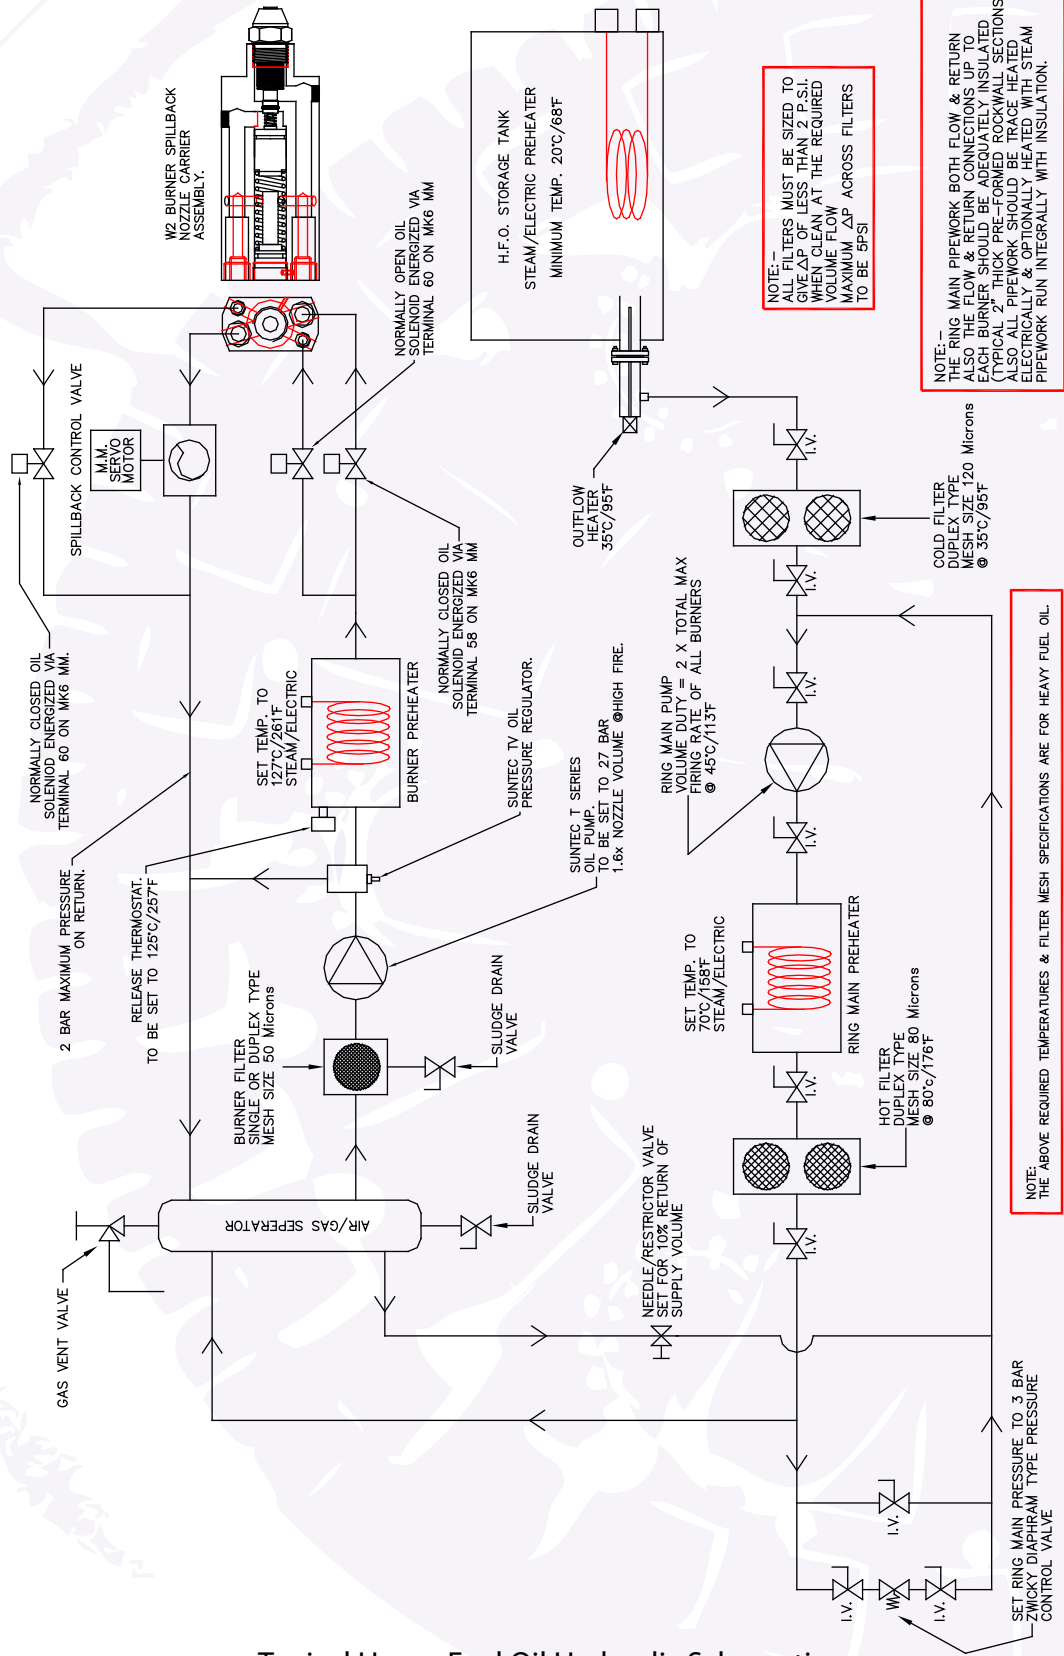 W2 BURNER SPILLBACK
NOZZLE CARRIER
ASSEMBLY.
H.F.O. STORAGE TANK
STEAM/ELECTRIC PREHEATER
MINIMUM TEMP. 20°C/68°F
NOTE:-
ALL FILTERS MUST BE SIZED TO
GIVE △P OF LESS THAN 2 P.S.I.
WHEN CLEAN AT THE REQUIRED
VOLUME FLOW
MAXIMUM △P ACROSS FILTERS
TO BE 5PSI
NOTE:-
THE RING MAIN PIPEWORK BOTH FLOW & RETURN
ALSO THE FLOW & RETURN CONNECTIONS UP TO
EACH BURNER SHOULD BE ADEQUATELY INSULATED
(TYPICAL 2" THICK PRE-FORMED ROCKWALL SECTIONS
ALSO ALL PIPEWORK SHOULD BE TRACE HEATED
ELECTRICALLY & OPTIONALLY HEATED WITH STEAM
PIPEWORK RUN INTEGRALLY WITH INSULATION.
NORMALLY OPEN OIL
SOLENOID ENERGIZED VIA
TERMINAL 60 ON MK6 MM
SPILLBACK CONTROL VALVE
M.M.
SERVO
MOTOR
OUTFLOW
HEATER
35°C/95°F
I.V.
COLD FILTER
DUPLEX TYPE
MESH SIZE 120 Microns
@ 35°C/95°F
I.V.
NORMALLY CLOSED OIL
SOLENOID ENERGIZED VIA
TERMINAL 58 ON MK6 MM
NORMALLY CLOSED OIL
SOLENIOD ENERGIZED VIA
TERMINAL 60 ON MK6 MM.
SET TEMP. TO
127°C/261°F
STEAM/ELECTRIC
BURNER PREHEATER
SUNTEC TV OIL
PRESSURE REGULATOR.
SUNTEC T SERIES
OIL PUMP.
TO BE SET TO 27 BAR
1.6x NOZZLE VOLUME @HIGH FIRE.
RING MAIN PUMP
VOLUME DUTY = 2 X TOTAL MAX
FIRING RATE OF ALL BURNERS
@ 45°C/113°F
I.V.
I.V.
2 BAR MAXIMUM PRESSURE
ON RETURN.
RELEASE THERMOSTAT.
TO BE SET TO 125°C/257°F
BURNER FILTER
SINGLE OR DUPLEX TYPE
MESH SIZE 50 Microns
SLUDGE DRAIN
VALVE
SET TEMP. TO
70°C/158°F
STEAM/ELECTRIC
RING MAIN PREHEATER
I.V.
HOT FILTER
DUPLEX TYPE
MESH SIZE 80 Microns
@ 80°c/176°F
NOTE:
THE ABOVE REQUIRED TEMPERATURES & FILTER MESH SPECIFICATIONS ARE FOR HEAVY FUEL OIL.
GAS VENT VALVE
AIR/GAS SEPERATOR
SLUDGE DRAIN
VALVE
NEEDLE/RESTRICTOR VALVE
SET FOR 10% RETURN OF
SUPPLY VOLUME
I.V.
I.V.
I.V.
I.V.
SET RING MAIN PRESSURE TO 3 BAR
ZWICKY DIAPHRAM TYPE PRESSURE
CONTROL VALVE